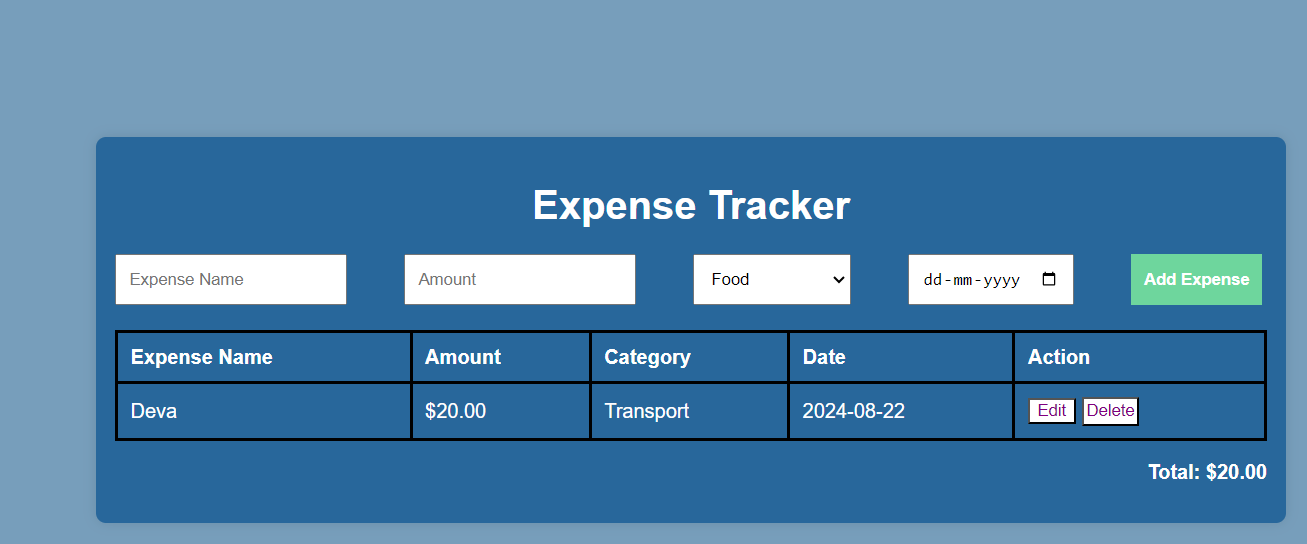 Expense Tracker
Expense Name Amount Food dd-mm-yyyy Add Expense
Expense Name Amount Category Date Action
Deva $20.00 Transport 2024-08-22 Edit Delete
Total: $20.00